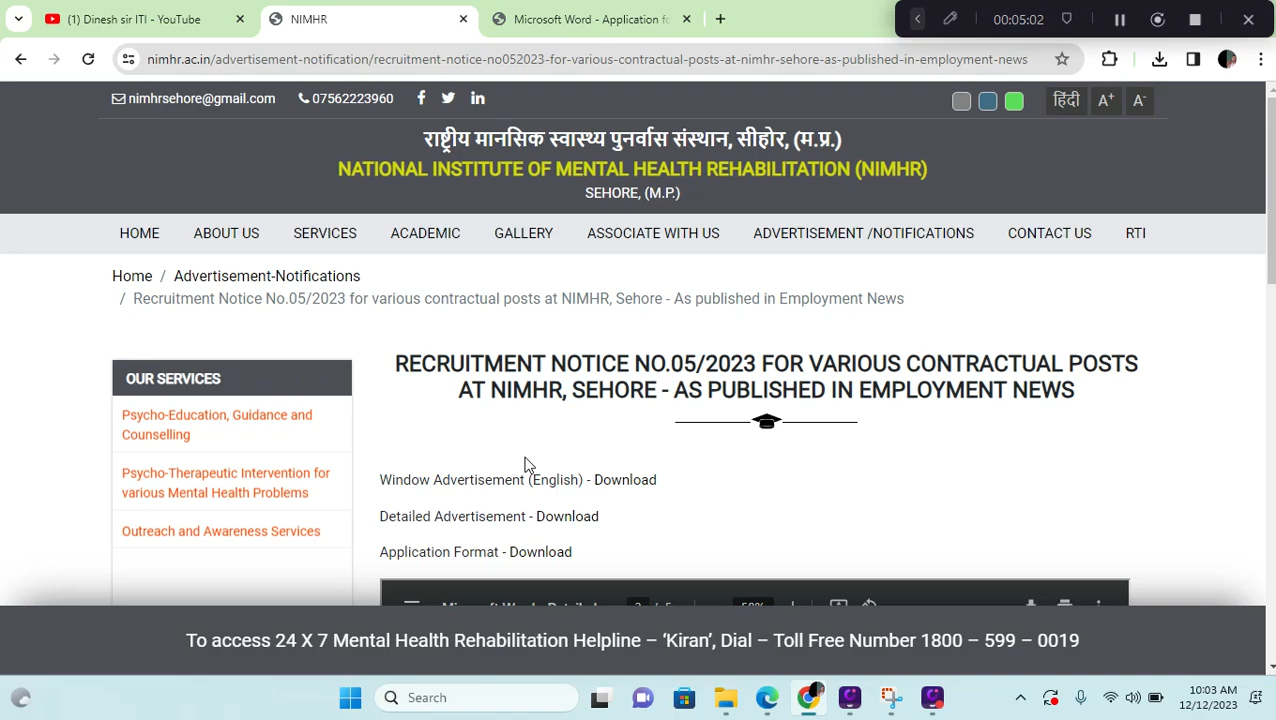 (1) Dinesh sir ITI - YouTube
NIMHR
Microsoft Word - Application fo
00:05:02
nimhr.ac.in/advertisement-notification/recruitment-notice-no052023-for-various-contractual-posts-at-nimhr-sehore-as-published-in-employment-news
nimhrsehore@gmail.com 07562223960
हिंदी A+ A-
राष्ट्रीय मानसिक स्वास्थ्य पुनर्वास संस्थान, सीहोर, (म.प्र.)
NATIONAL INSTITUTE OF MENTAL HEALTH REHABILITATION (NIMHR)
SEHORE, (M.P.)
HOME ABOUT US SERVICES ACADEMIC GALLERY ASSOCIATE WITH US ADVERTISEMENT /NOTIFICATIONS CONTACT US RTI
Home / Advertisement-Notifications
/ Recruitment Notice No.05/2023 for various contractual posts at NIMHR, Sehore - As published in Employment News
OUR SERVICES
Psycho-Education, Guidance and
Counselling
Psycho-Therapeutic Intervention for
various Mental Health Problems
Outreach and Awareness Services
RECRUITMENT NOTICE NO.05/2023 FOR VARIOUS CONTRACTUAL POSTS
AT NIMHR, SEHORE - AS PUBLISHED IN EMPLOYMENT NEWS
Window Advertisement (English) - Download
Detailed Advertisement - Download
Application Format - Download
To access 24 X 7 Mental Health Rehabilitation Helpline – ‘Kiran’, Dial – Toll Free Number 1800 – 599 – 0019
Search
10:03 AM
12/12/2023